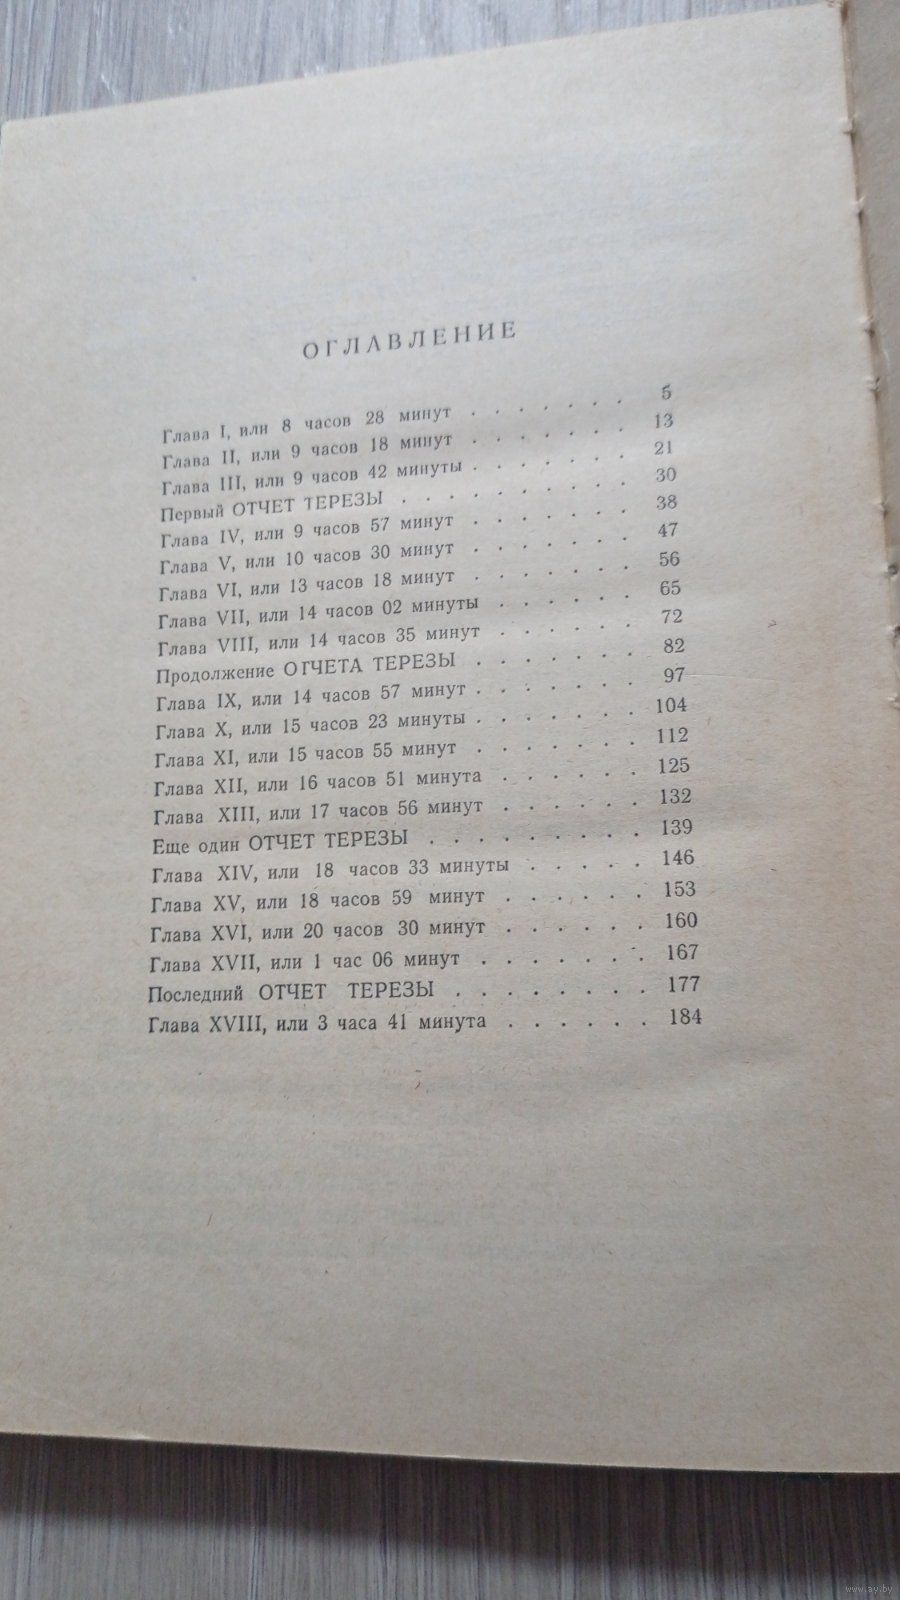 ОГЛАВЛЕНИЕ
Глава I, или 8 часов 28 минут . . . . . . . 5
Глава II, или 9 часов 18 минут . . . . . . . 13
Глава III, или 9 часов 42 минуты . . . . . . . 21
Первый ОТЧЕТ ТЕРЕЗЫ . . . . . . . . . . 30
Глава IV, или 9 часов 57 минут . . . . . . . 38
Глава V, или 10 часов 30 минут . . . . . . . 47
Глава VI, или 13 часов 18 минут . . . . . . . 56
Глава VII, или 14 часов 02 минуты . . . . . . 65
Глава VIII, или 14 часов 35 минут . . . . . . 72
Продолжение ОТЧЕТА ТЕРЕЗЫ . . . . . . . 82
Глава IX, или 14 часов 57 минут . . . . . . . 97
Глава X, или 15 часов 23 минуты . . . . . . . 104
Глава XI, или 15 часов 55 минут . . . . . . . 112
Глава XII, или 16 часов 51 минута . . . . . . 125
Глава XIII, или 17 часов 56 минут . . . . . . 132
Еще один ОТЧЕТ ТЕРЕЗЫ . . . . . . . . . 139
Глава XIV, или 18 часов 33 минуты . . . . . 146
Глава XV, или 18 часов 59 минут . . . . . . 153
Глава XVI, или 20 часов 30 минут . . . . . . 160
Глава XVII, или 1 час 06 минут . . . . . . . 167
Последний ОТЧЕТ ТЕРЕЗЫ . . . . . . . . 177
Глава XVIII, или 3 часа 41 минута . . . . . . 184
www.ay.by